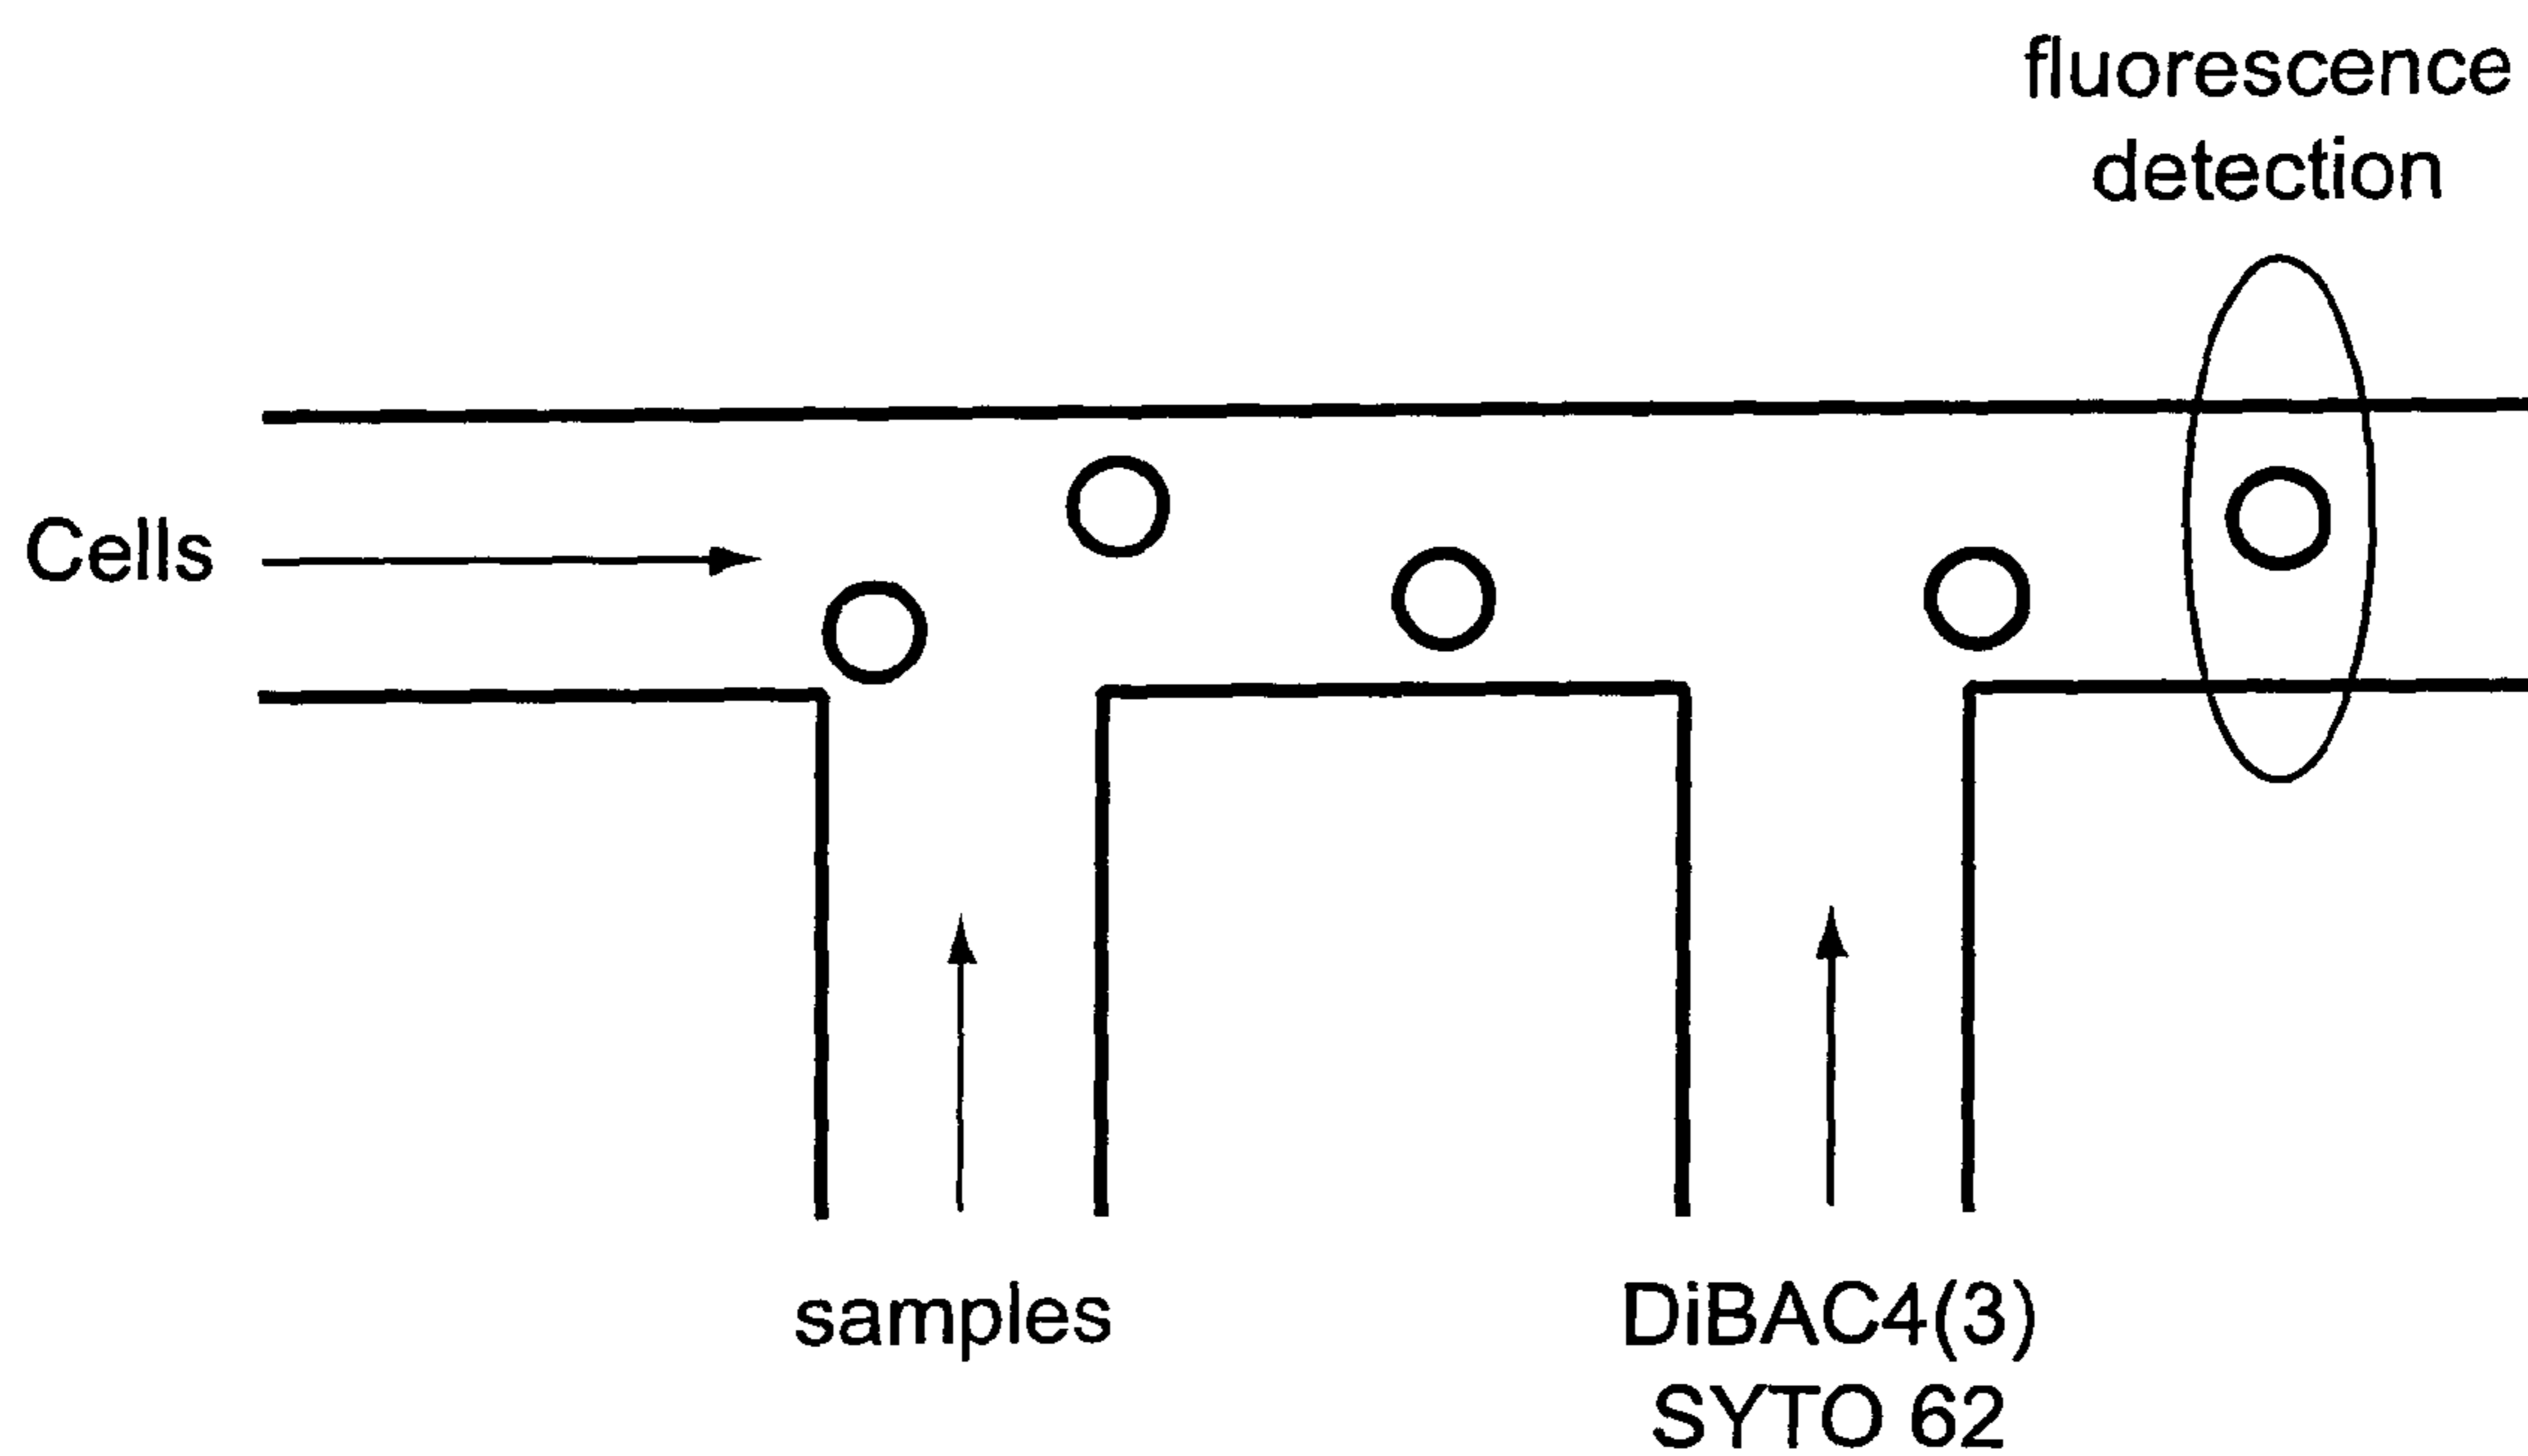 fluorescence
detection
Cells
samples
DiBAC4(3)
SYTO 62